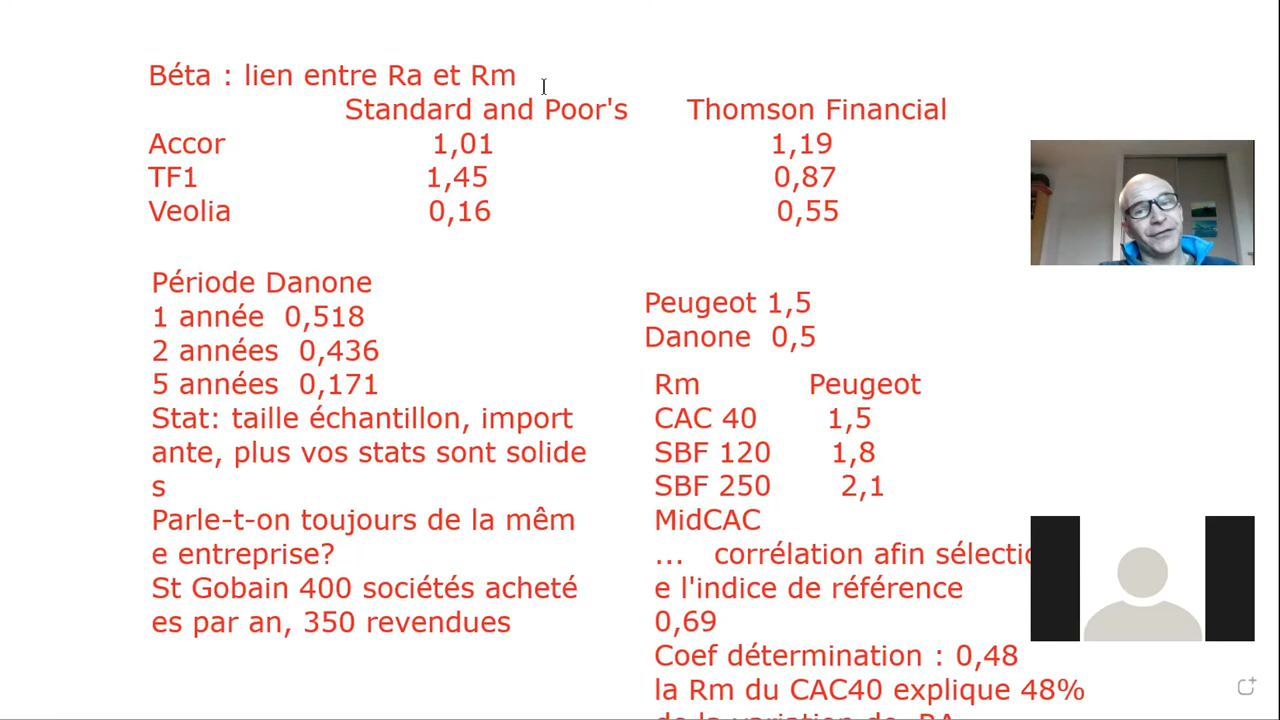 Béta : lien entre Ra et Rm
Standard and Poor's Thomson Financial
Accor 1,01 1,19
TF1 1,45 0,87
Veolia 0,16 0,55
Période Danone
1 année 0,518
2 années 0,436
5 années 0,171
Stat: taille échantillon, import
ante, plus vos stats sont solide
s
Parle-t-on toujours de la mêm
e entreprise?
St Gobain 400 sociétés acheté
es par an, 350 revendues
Peugeot 1,5
Danone 0,5
Rm Peugeot
CAC 40 1,5
SBF 120 1,8
SBF 250 2,1
MidCAC
... corrélation afin
e l'indice de référence
0,69
Coef détermination : 0,48
la Rm du CAC40 explique 48%
de la variation de RA